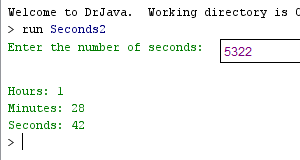 Welcome to DrJava.  Working directory is
> run Seconds2
Enter the number of seconds: 5322
Hours: 1
Minutes: 28
Seconds: 42
>